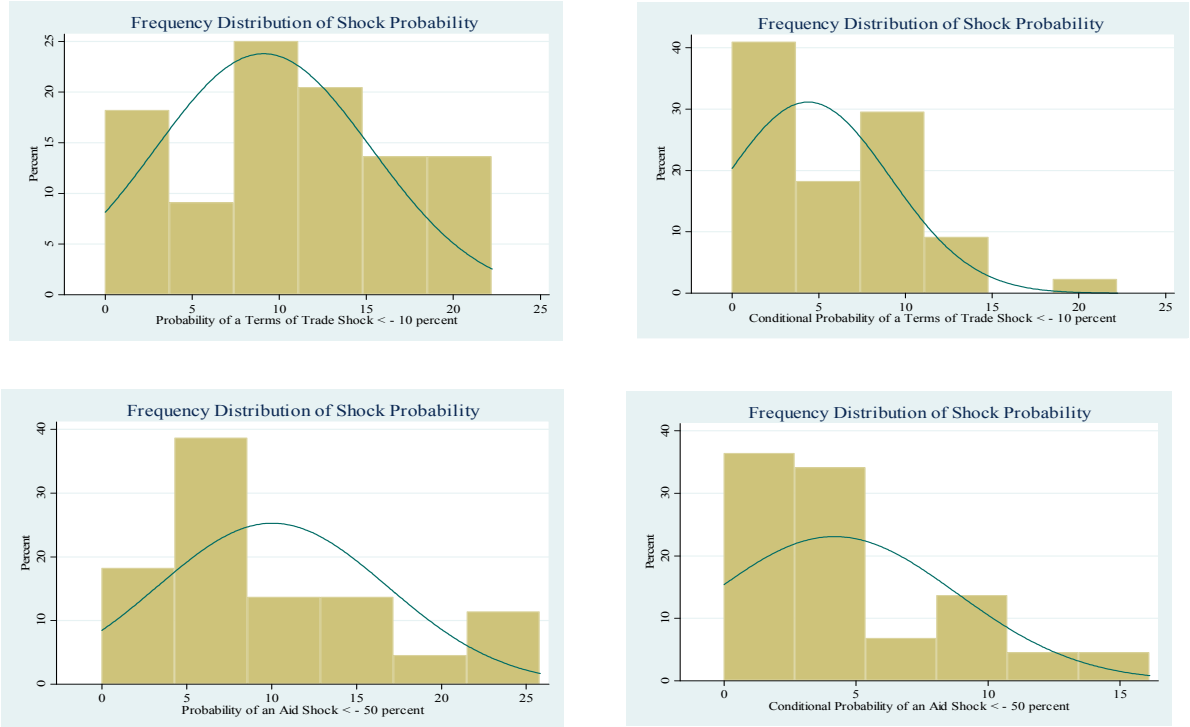 Frequency Distribution of Shock Probability
Percent
0
5
10
15
20
25
0 5 10 15 20 25
Probability of a Terms of Trade Shock < - 10 percent
Frequency Distribution of Shock Probability
Percent
0
10
20
30
40
0 5 10 15 20 25
Conditional Probability of a Terms of Trade Shock < - 10 percent
Frequency Distribution of Shock Probability
Percent
0
10
20
30
40
0 5 10 15 20 25
Probability of an Aid Shock < - 50 percent
Frequency Distribution of Shock Probability
Percent
0
10
20
30
40
0 5 10 15
Conditional Probability of an Aid Shock < - 50 percent